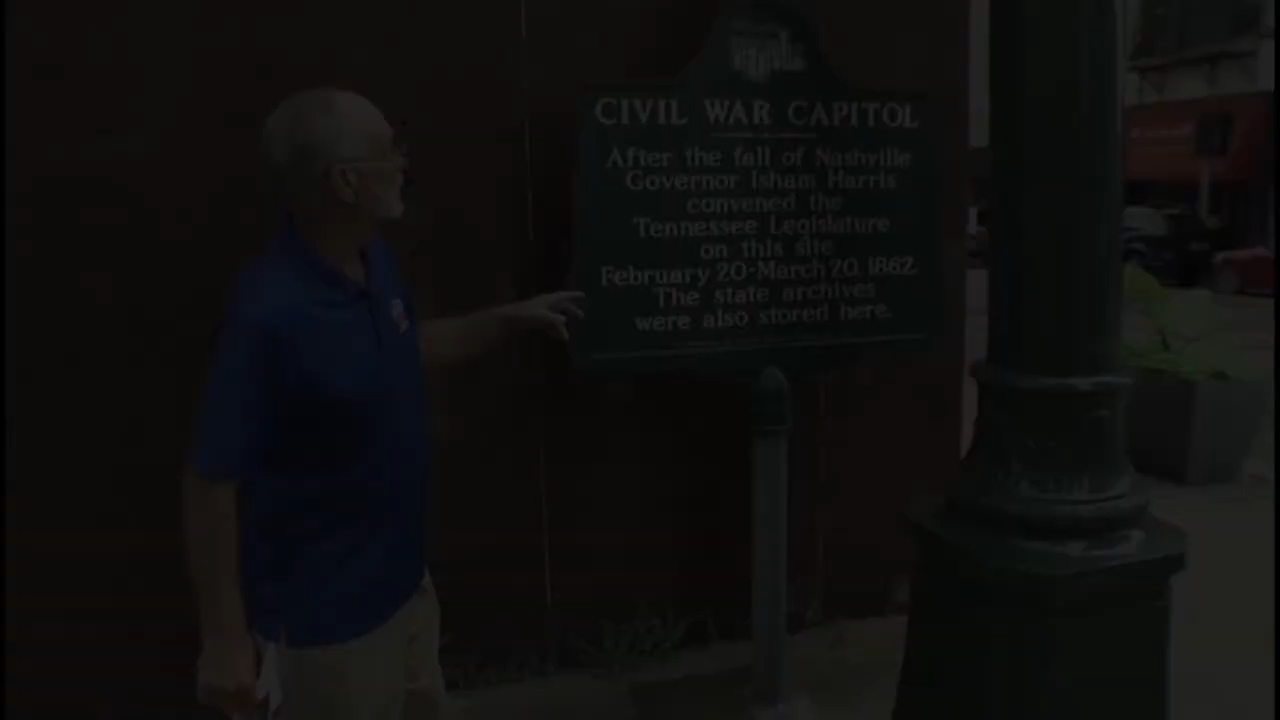 CIVIL WAR CAPITOL
After the fall of Nashville
Governor Isham Harris
convened the
Tennessee Legislature
on this site
February 20-March 20, 1862.
The state archives
were also stored here.